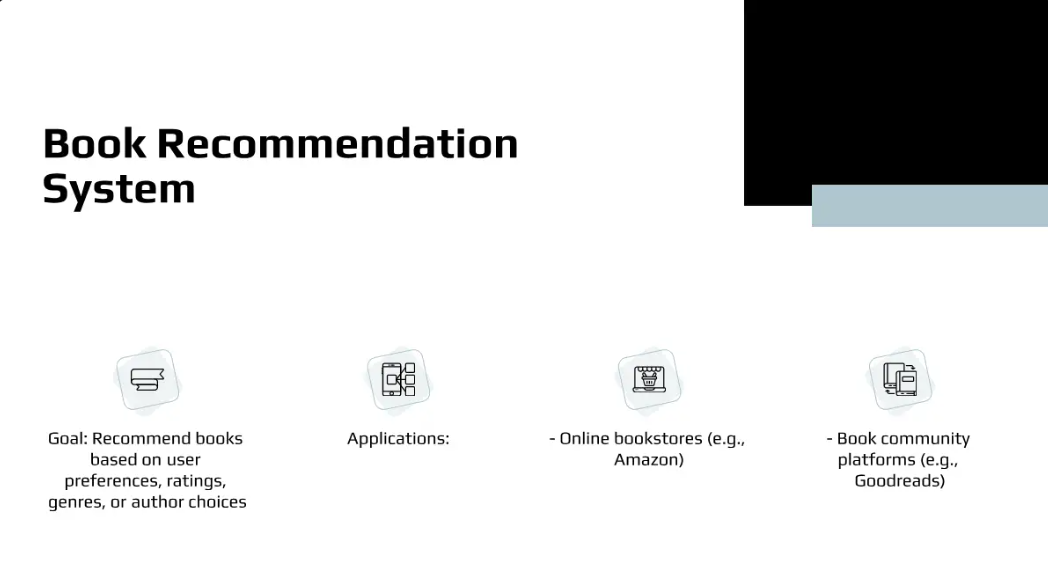 Book Recommendation
System
Goal: Recommend books
based on user
preferences, ratings,
genres, or author choices
Applications:
- Online bookstores (e.g.,
Amazon)
- Book community
platforms (e.g.,
Goodreads)